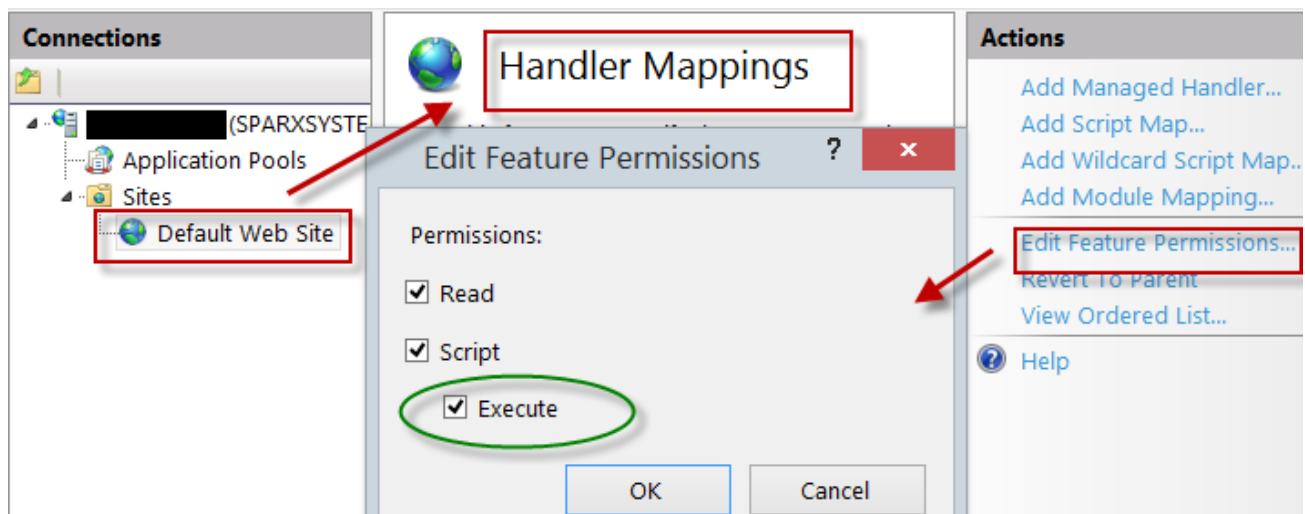 Connections
(SPARXSYSTE
Application Pools
Sites
Default Web Site
Handler Mappings
Edit Feature Permissions
?
Permissions:
Read
Script
Execute
OK
Cancel
Actions
Add Managed Handler...
Add Script Map...
Add Wildcard Script Map..
Add Module Mapping...
Edit Feature Permissions...
Revert To Parent
View Ordered List...
Help